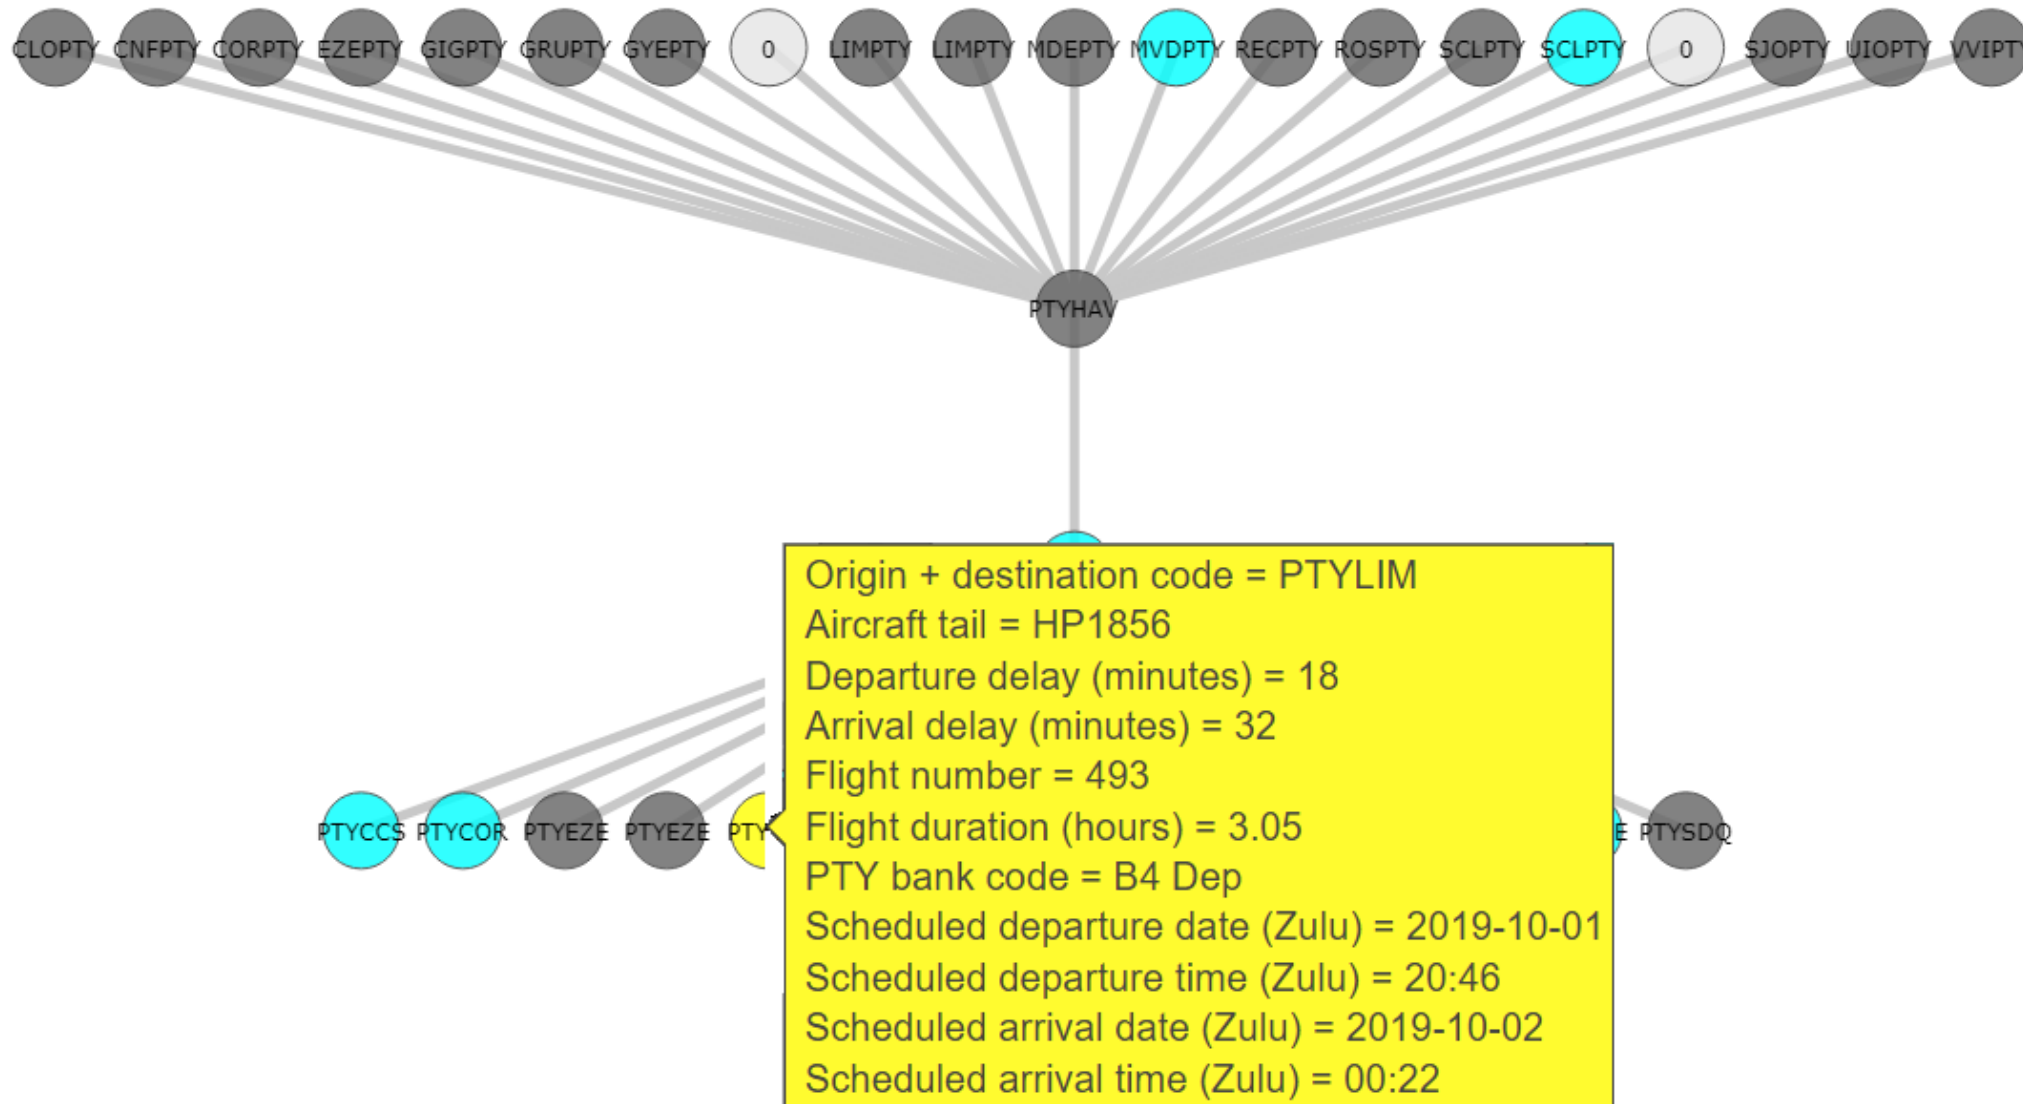 CLOPTY CNFPTY CORPTY EZEPTY GIGPTY GRUPTY GYEPTY 0 LIMPTY LIMPTY MDEPTY MVDPTY RECPTY ROSPTY SCLPTY SCLPTY 0 SJOPTY UIOPTY VVIPTY
PTYHAV
Origin + destination code = PTYLIM
Aircraft tail = HP1856
Departure delay (minutes) = 18
Arrival delay (minutes) = 32
Flight number = 493
Flight duration (hours) = 3.05
PTY bank code = B4 Dep
Scheduled departure date (Zulu) = 2019-10-01
Scheduled departure time (Zulu) = 20:46
Scheduled arrival date (Zulu) = 2019-10-02
Scheduled arrival time (Zulu) = 00:22
PTYCCS PTYCOR PTYEZE PTYEZE PTY E PTYSDQ